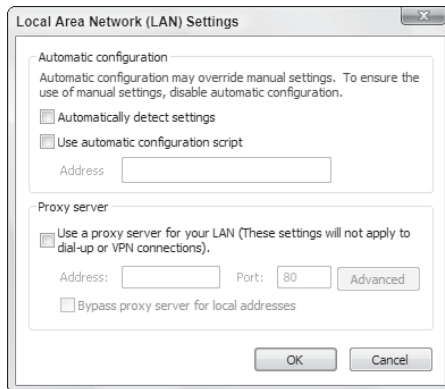 Local Area Network (LAN) Settings
Automatic configuration
Automatic configuration may override manual settings. To ensure the
use of manual settings, disable automatic configuration.
Automatically detect settings
Use automatic configuration script
Address
Proxy server
Use a proxy server for your LAN (These settings will not apply to
dial-up or VPN connections).
Address: Port: 80 Advanced
Bypass proxy server for local addresses
OK Cancel